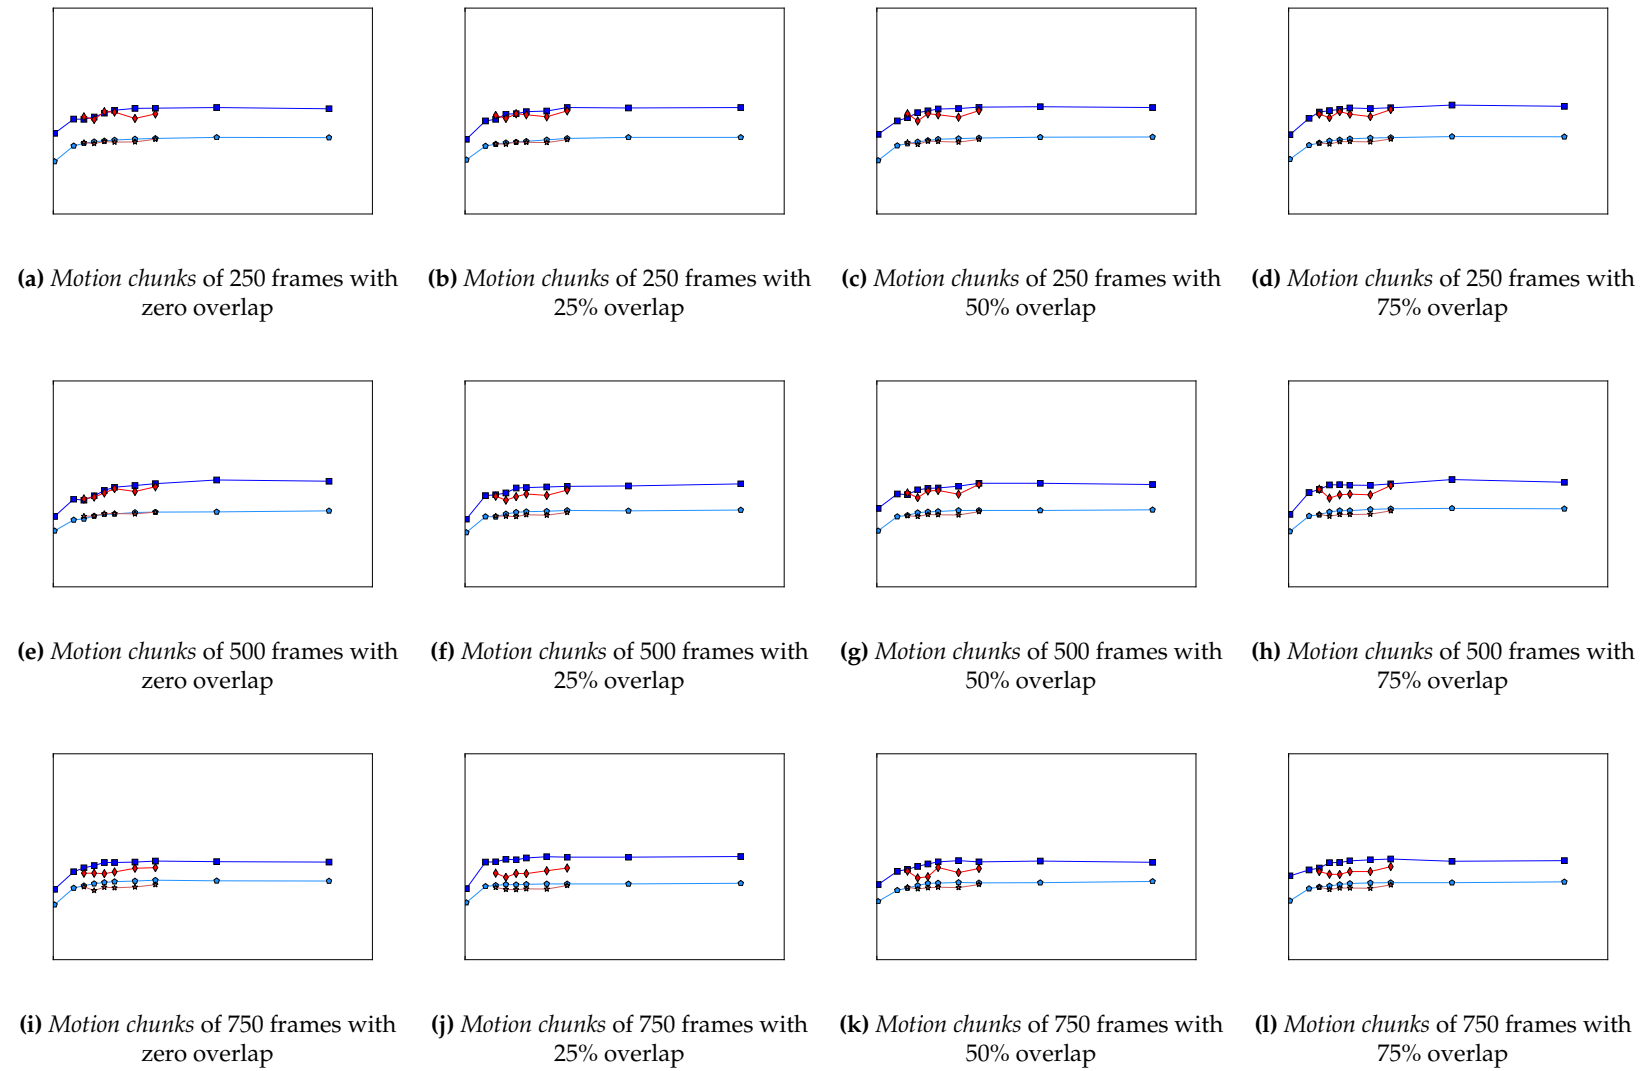 (a) Motion chunks of 250 frames with
zero overlap
(b) Motion chunks of 250 frames with
25% overlap
(c) Motion chunks of 250 frames with
50% overlap
(d) Motion chunks of 250 frames with
75% overlap
(e) Motion chunks of 500 frames with
zero overlap
(f) Motion chunks of 500 frames with
25% overlap
(g) Motion chunks of 500 frames with
50% overlap
(h) Motion chunks of 500 frames with
75% overlap
(i) Motion chunks of 750 frames with
zero overlap
(j) Motion chunks of 750 frames with
25% overlap
(k) Motion chunks of 750 frames with
50% overlap
(l) Motion chunks of 750 frames with
75% overlap